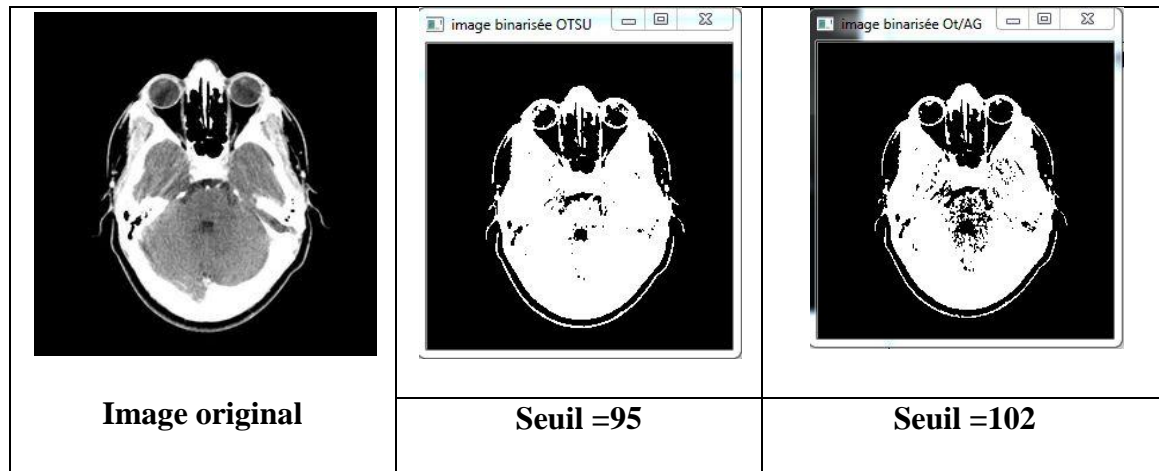 image binarisée OTSU
image binarisée Ot/AG
Image original
Seuil =95
Seuil =102